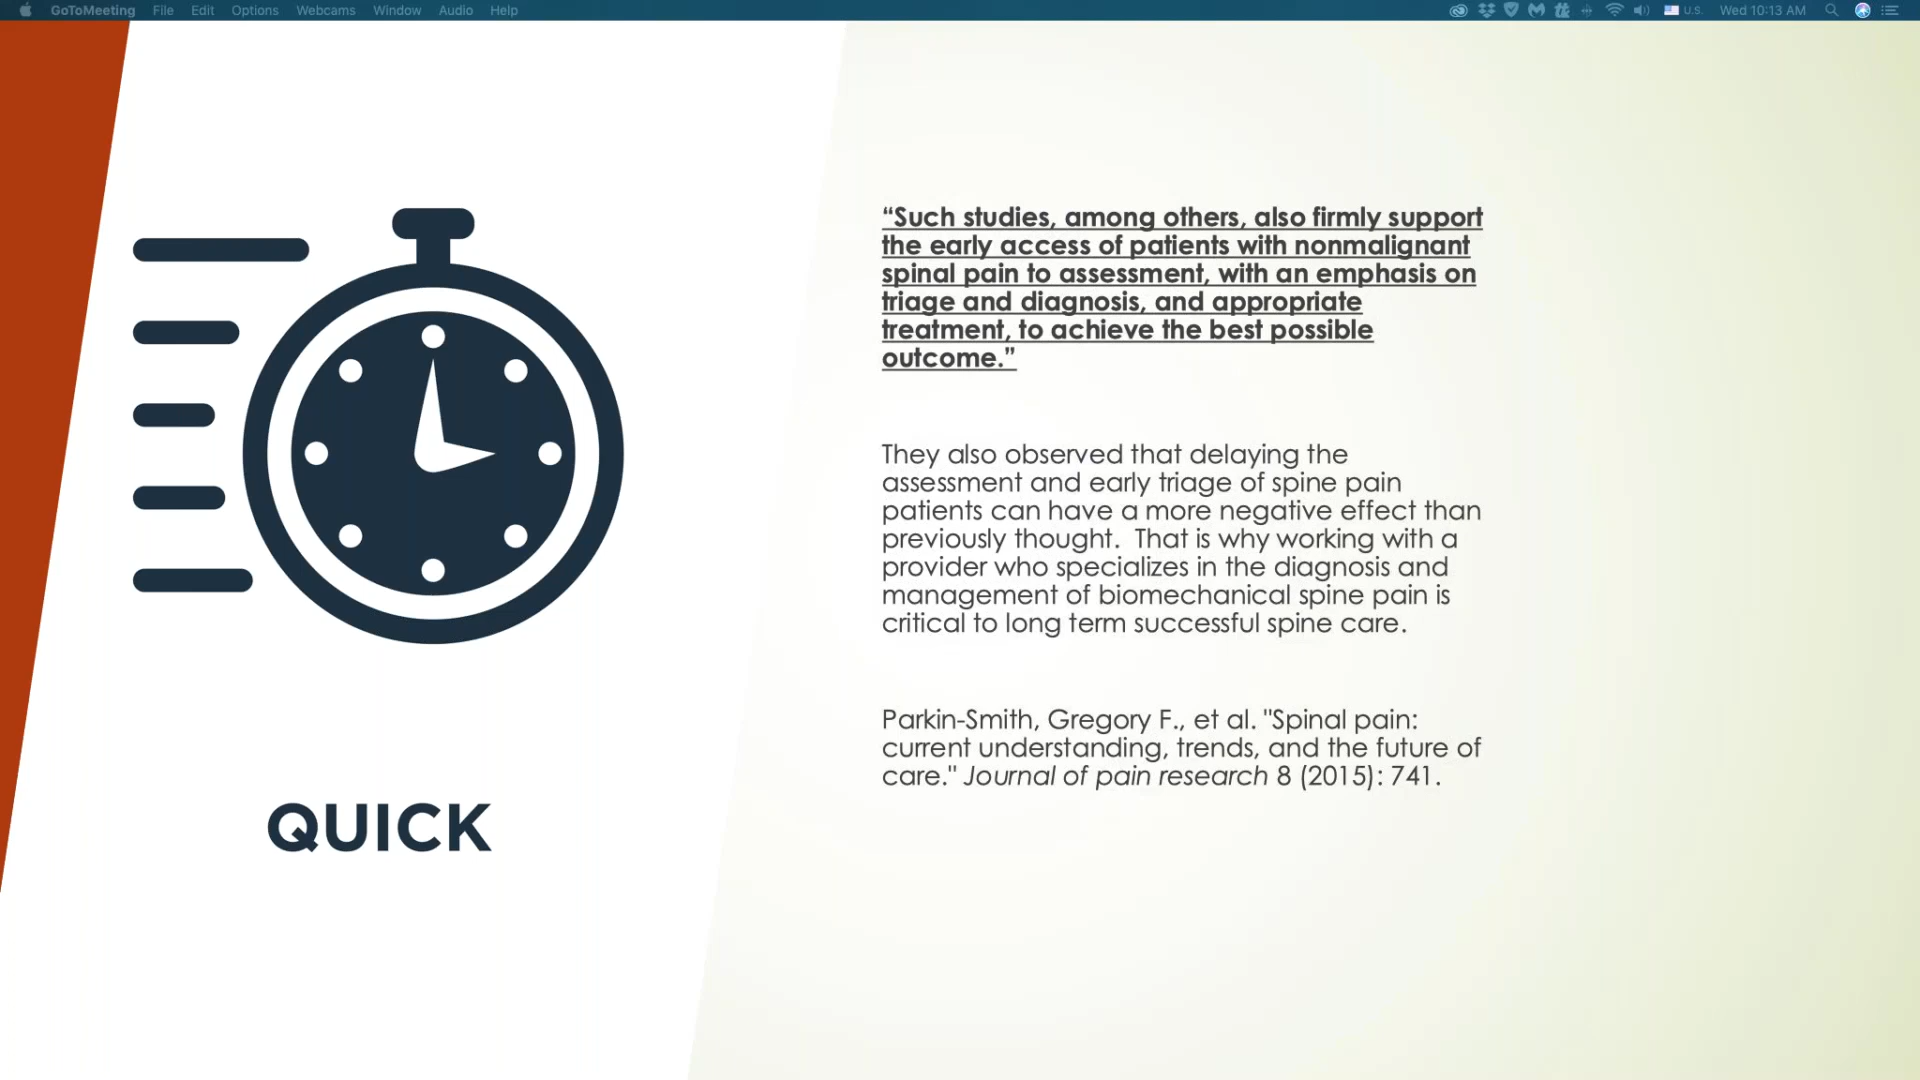 GoToMeeting File Edit Options Webcams Window Audio Help U.S. Wed 10:13 AM
“Such studies, among others, also firmly support
the early access of patients with nonmalignant
spinal pain to assessment, with an emphasis on
triage and diagnosis, and appropriate
treatment, to achieve the best possible
outcome.”
They also observed that delaying the
assessment and early triage of spine pain
patients can have a more negative effect than
previously thought.  That is why working with a
provider who specializes in the diagnosis and
management of biomechanical spine pain is
critical to long term successful spine care.
Parkin-Smith, Gregory F., et al. "Spinal pain:
current understanding, trends, and the future of
care." Journal of pain research 8 (2015): 741.
QUICK